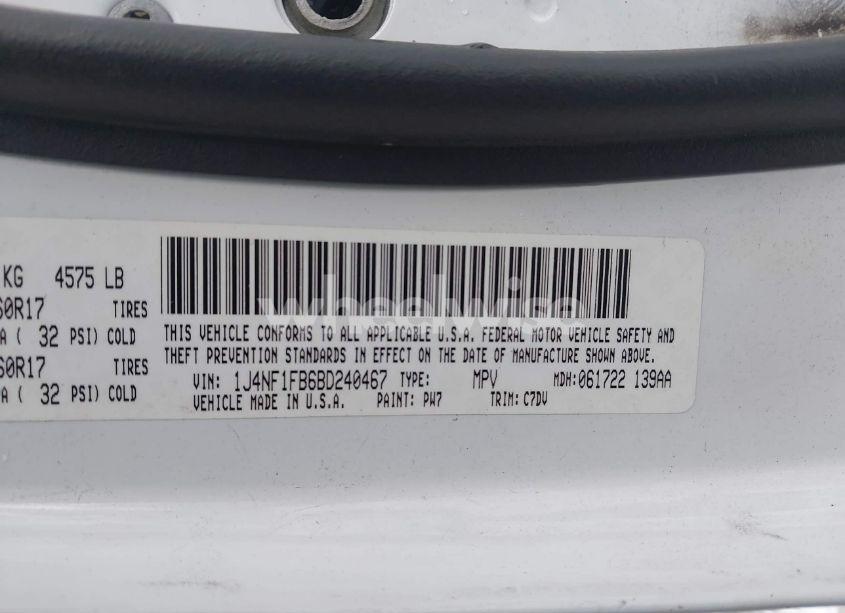 KG 4575 LB
60R17 TIRES
A ( 32 PSI) COLD
60R17 TIRES
A ( 32 PSI) COLD
wheelwise
THIS VEHICLE CONFORMS TO ALL APPLICABLE U.S.A. FEDERAL MOTOR VEHICLE SAFETY AND
THEFT PREVENTION STANDARDS IN EFFECT ON THE DATE OF MANUFACTURE SHOWN ABOVE.
VIN: 1J4NF1FB6BD240467 TYPE: MPV MDH:061722 139AA
VEHICLE MADE IN U.S.A. PAINT: PW7 TRIM: C7DV